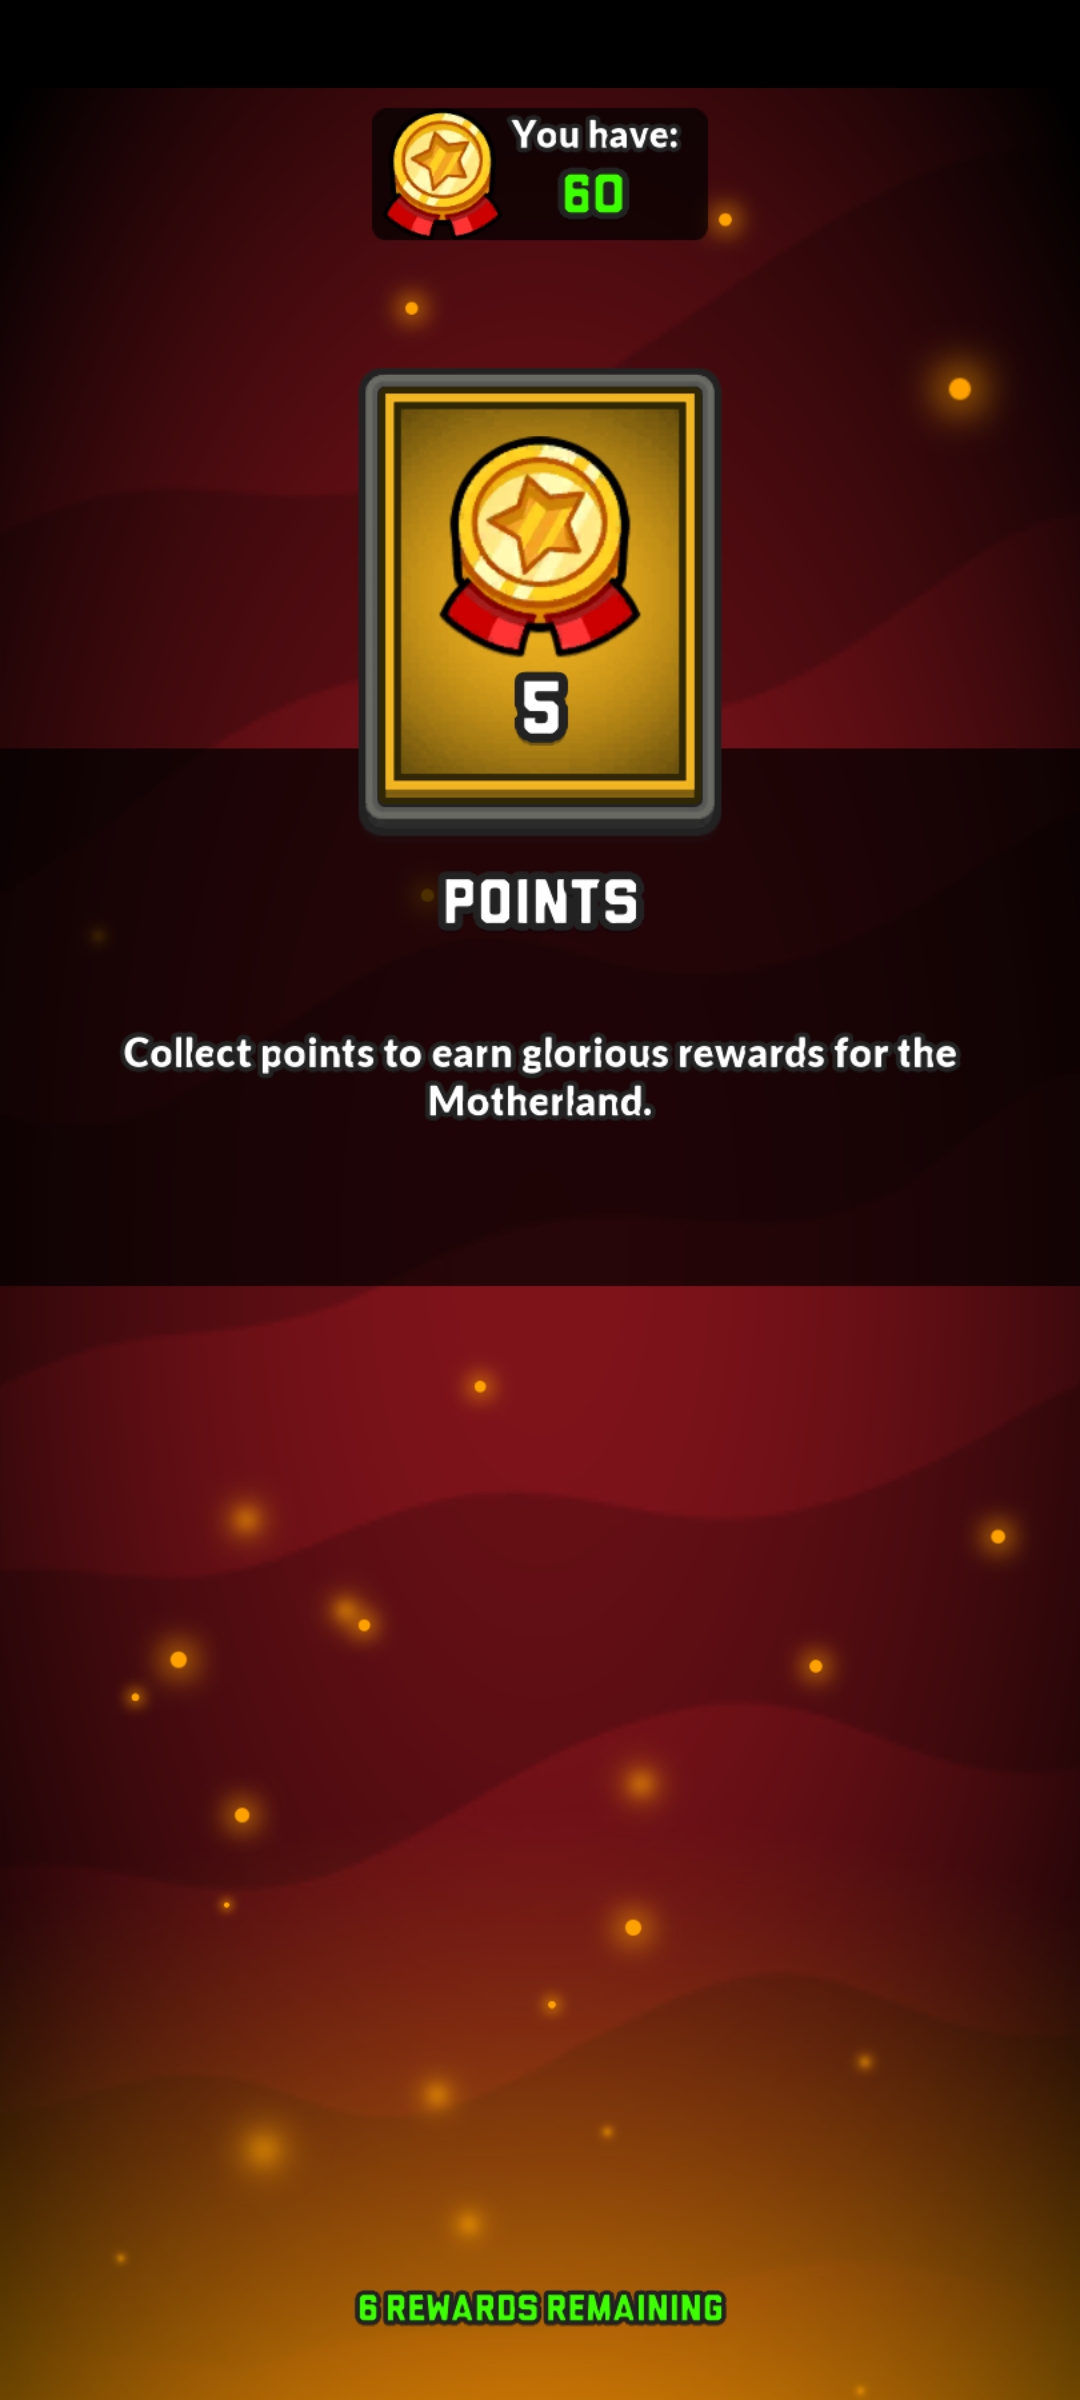 You have:
60
5
POINTS
Collect points to earn glorious rewards for the
Motherland.
6 REWARDS REMAINING